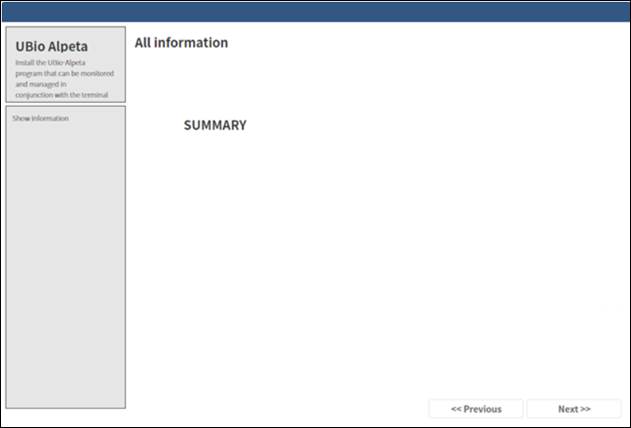 UBio Alpeta
Install the UBio-Alpeta
program that can be monitored
and managed in
conjunction with the terminal
Show information
All information
SUMMARY
<< Previous
Next >>